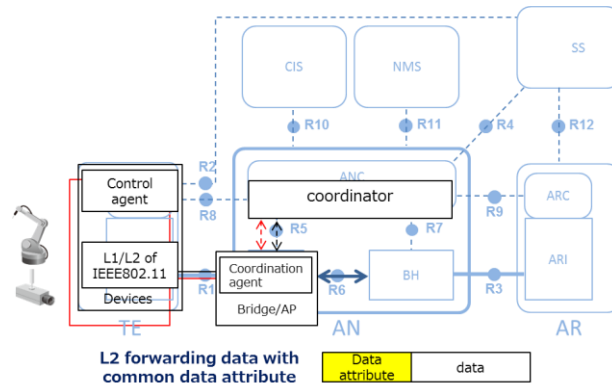 SS
CIS
NMS
R10
R11
R4
R12
R2
Control
agent
R8
ANC
coordinator
R9
ARC
R5
R7
L1/L2 of
IEEE802.11
Devices
R1
Coordination
agent
Bridge/AP
R6
BH
R3
ARI
TE
AN
AR
L2 forwarding data with
common data attribute
Data
attribute
data